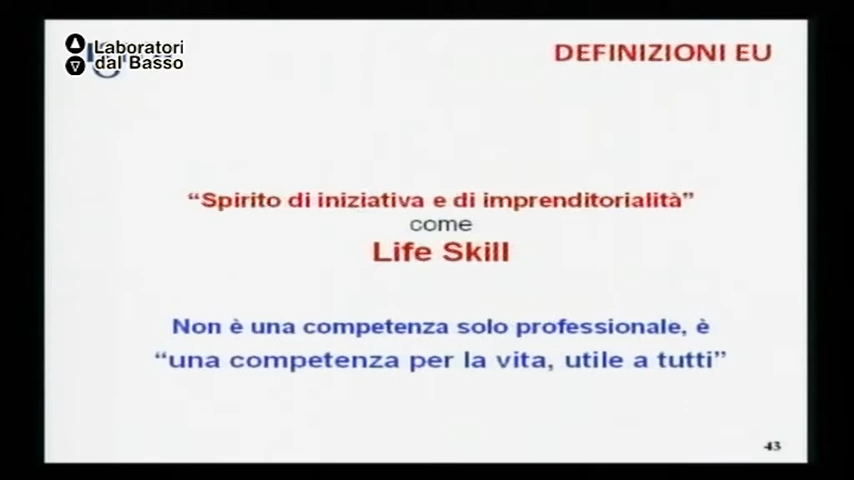 Laboratori
dal Basso
DEFINIZIONI EU
“Spirito di iniziativa e di imprenditorialità”
come
Life Skill
Non è una competenza solo professionale, è
“una competenza per la vita, utile a tutti”
43